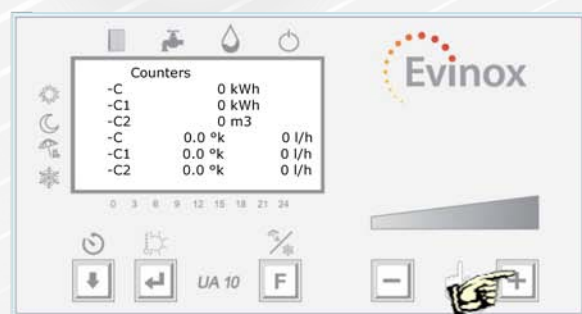 Evinox
Counters
-C 0 kWh
-C1 0 kWh
-C2 0 m3
-C 0.0 °k 0 l/h
-C1 0.0 °k 0 l/h
-C2 0.0 °k 0 l/h
0 3 6 9 12 15 18 21 24
UA 10 F - +